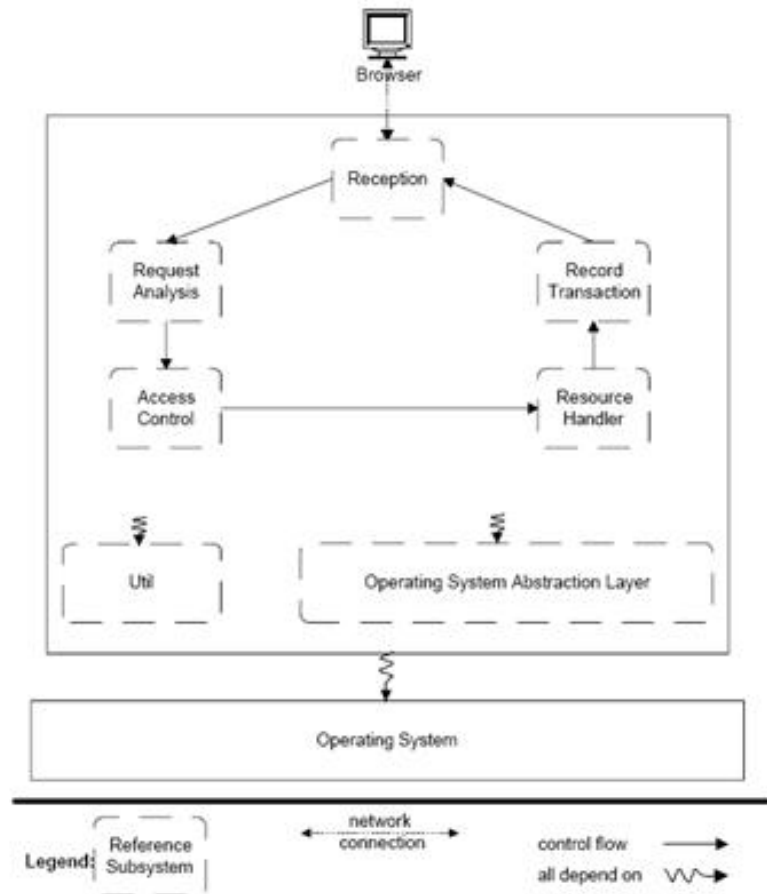 Browser
Reception
Request
Analysis
Record
Transaction
Access
Control
Resource
Handler
Util
Operating System Abstraction Layer
Operating System
Legend:
Reference
Subsystem
network
connection
control flow
all depend on